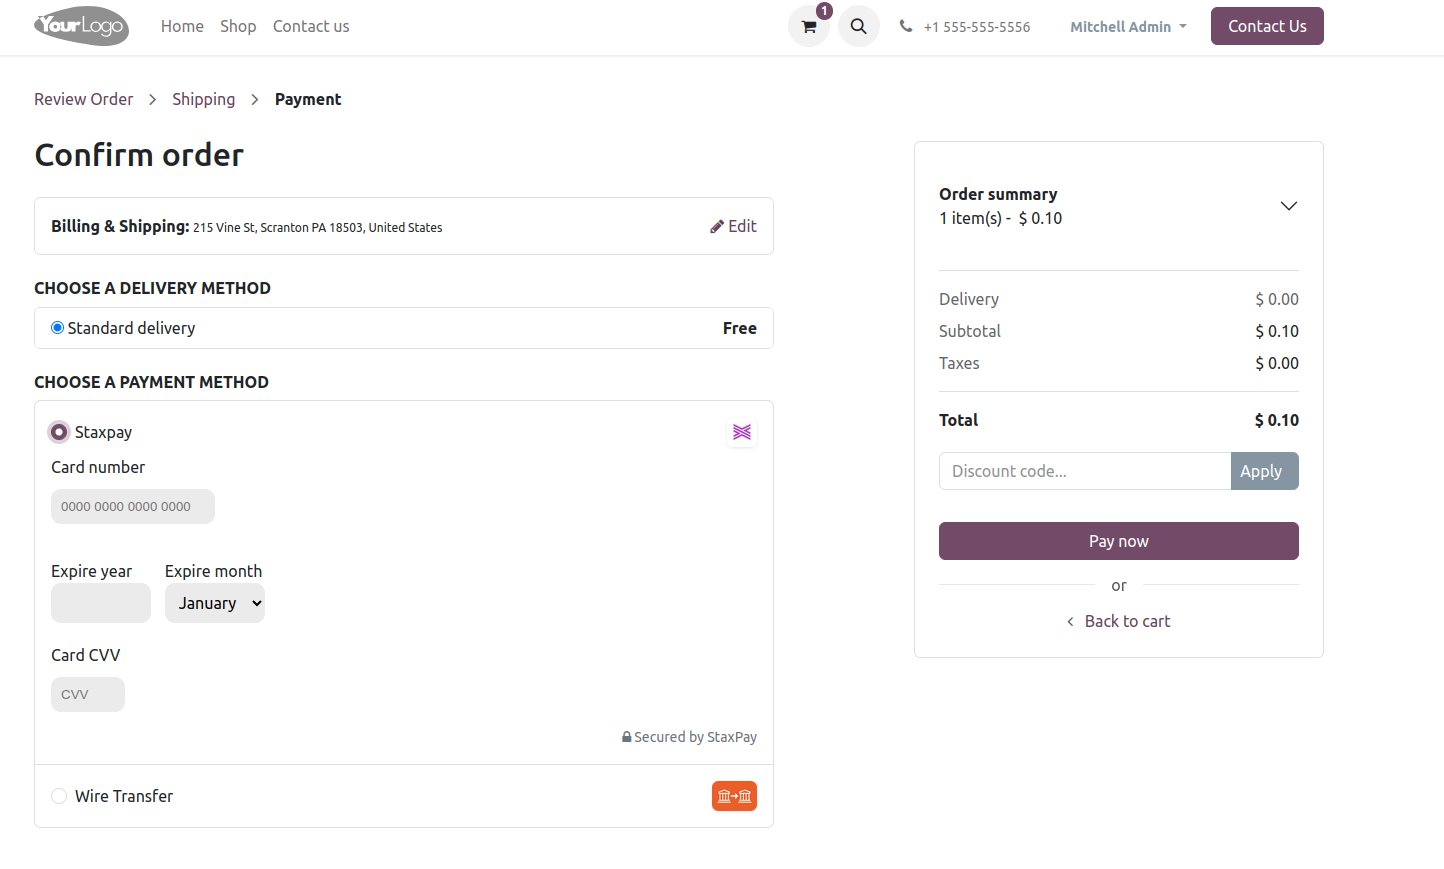 YourLogo
Home Shop Contact us
1
+1 555-555-5556
Mitchell Admin
Contact Us
Review Order > Shipping > Payment
Confirm order
Billing & Shipping: 215 Vine St, Scranton PA 18503, United States
Edit
CHOOSE A DELIVERY METHOD
Standard delivery Free
CHOOSE A PAYMENT METHOD
Staxpay
Card number
0000 0000 0000 0000
Expire year Expire month
January
Card CVV
CVV
Secured by StaxPay
Wire Transfer
Order summary
1 item(s) - $ 0.10
Delivery $ 0.00
Subtotal $ 0.10
Taxes $ 0.00
Total $ 0.10
Discount code... Apply
Pay now
or
< Back to cart